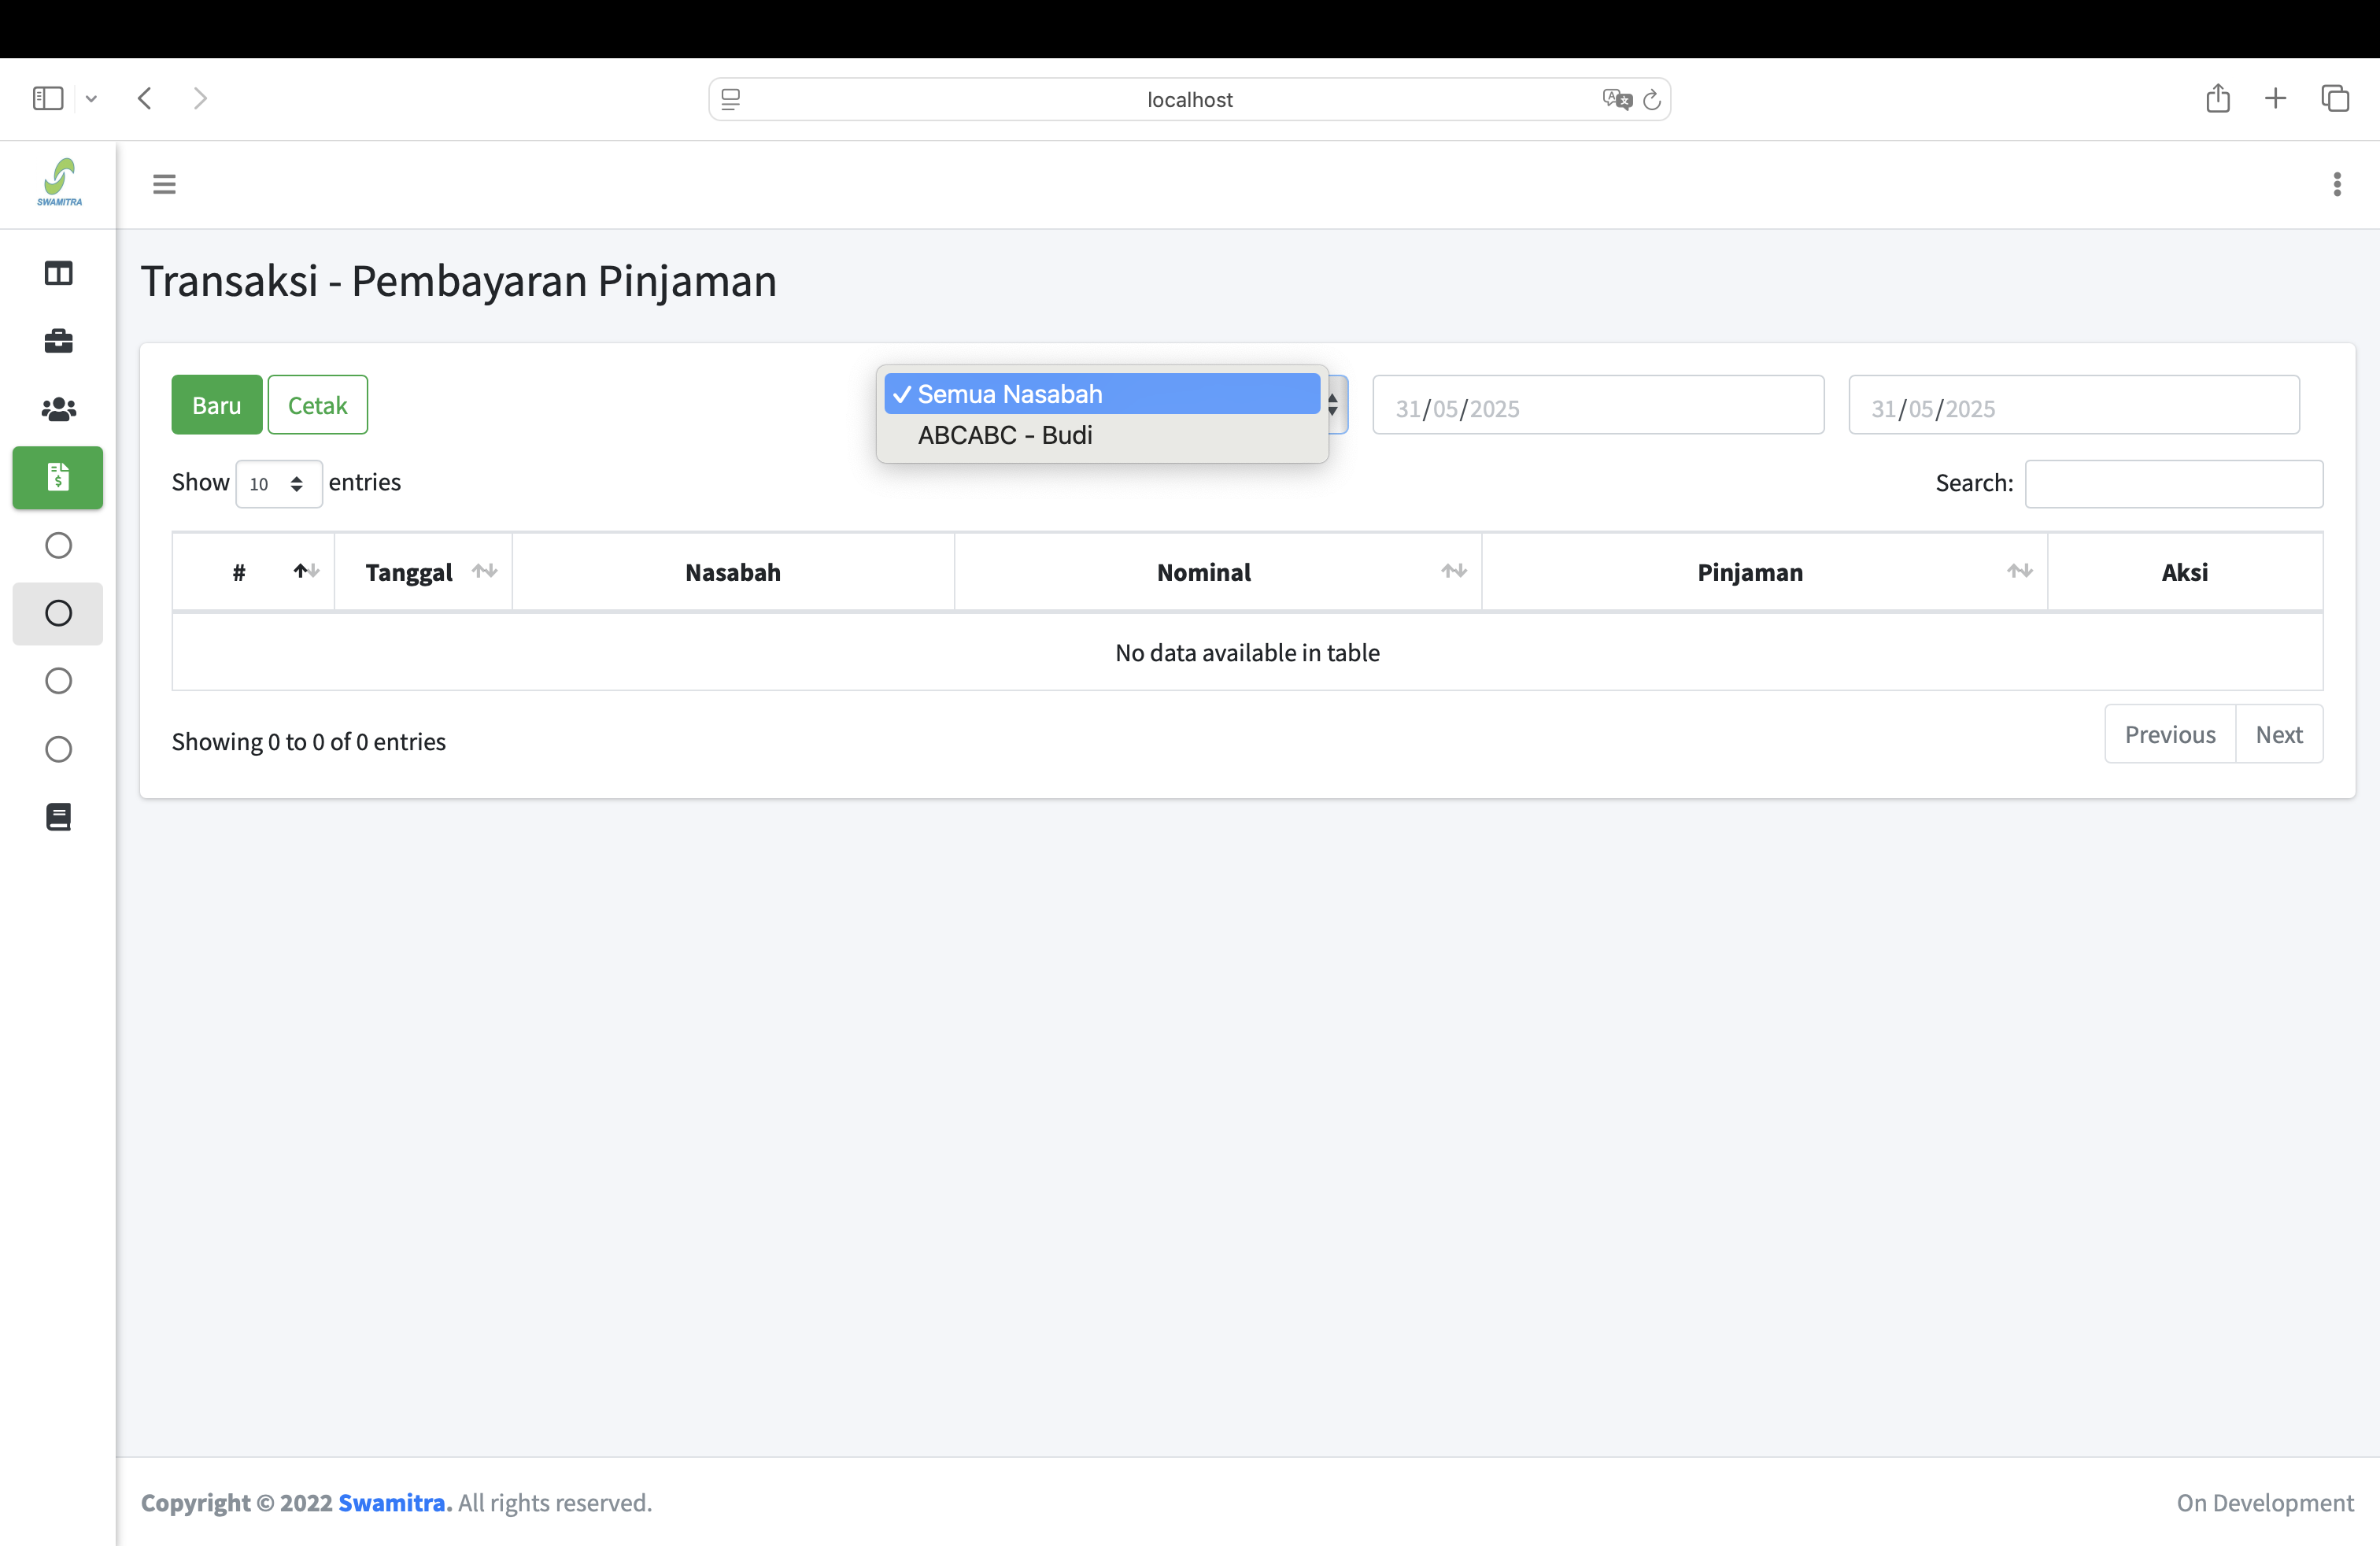 localhost
SWAMITRA
Transaksi - Pembayaran Pinjaman
Baru Cetak
✓ Semua Nasabah
ABCABC - Budi
31/05/2025 31/05/2025
Show 10 entries
Search:
# Tanggal Nasabah Nominal Pinjaman Aksi
No data available in table
Showing 0 to 0 of 0 entries
Previous Next
Copyright © 2022 Swamitra. All rights reserved.
On Development